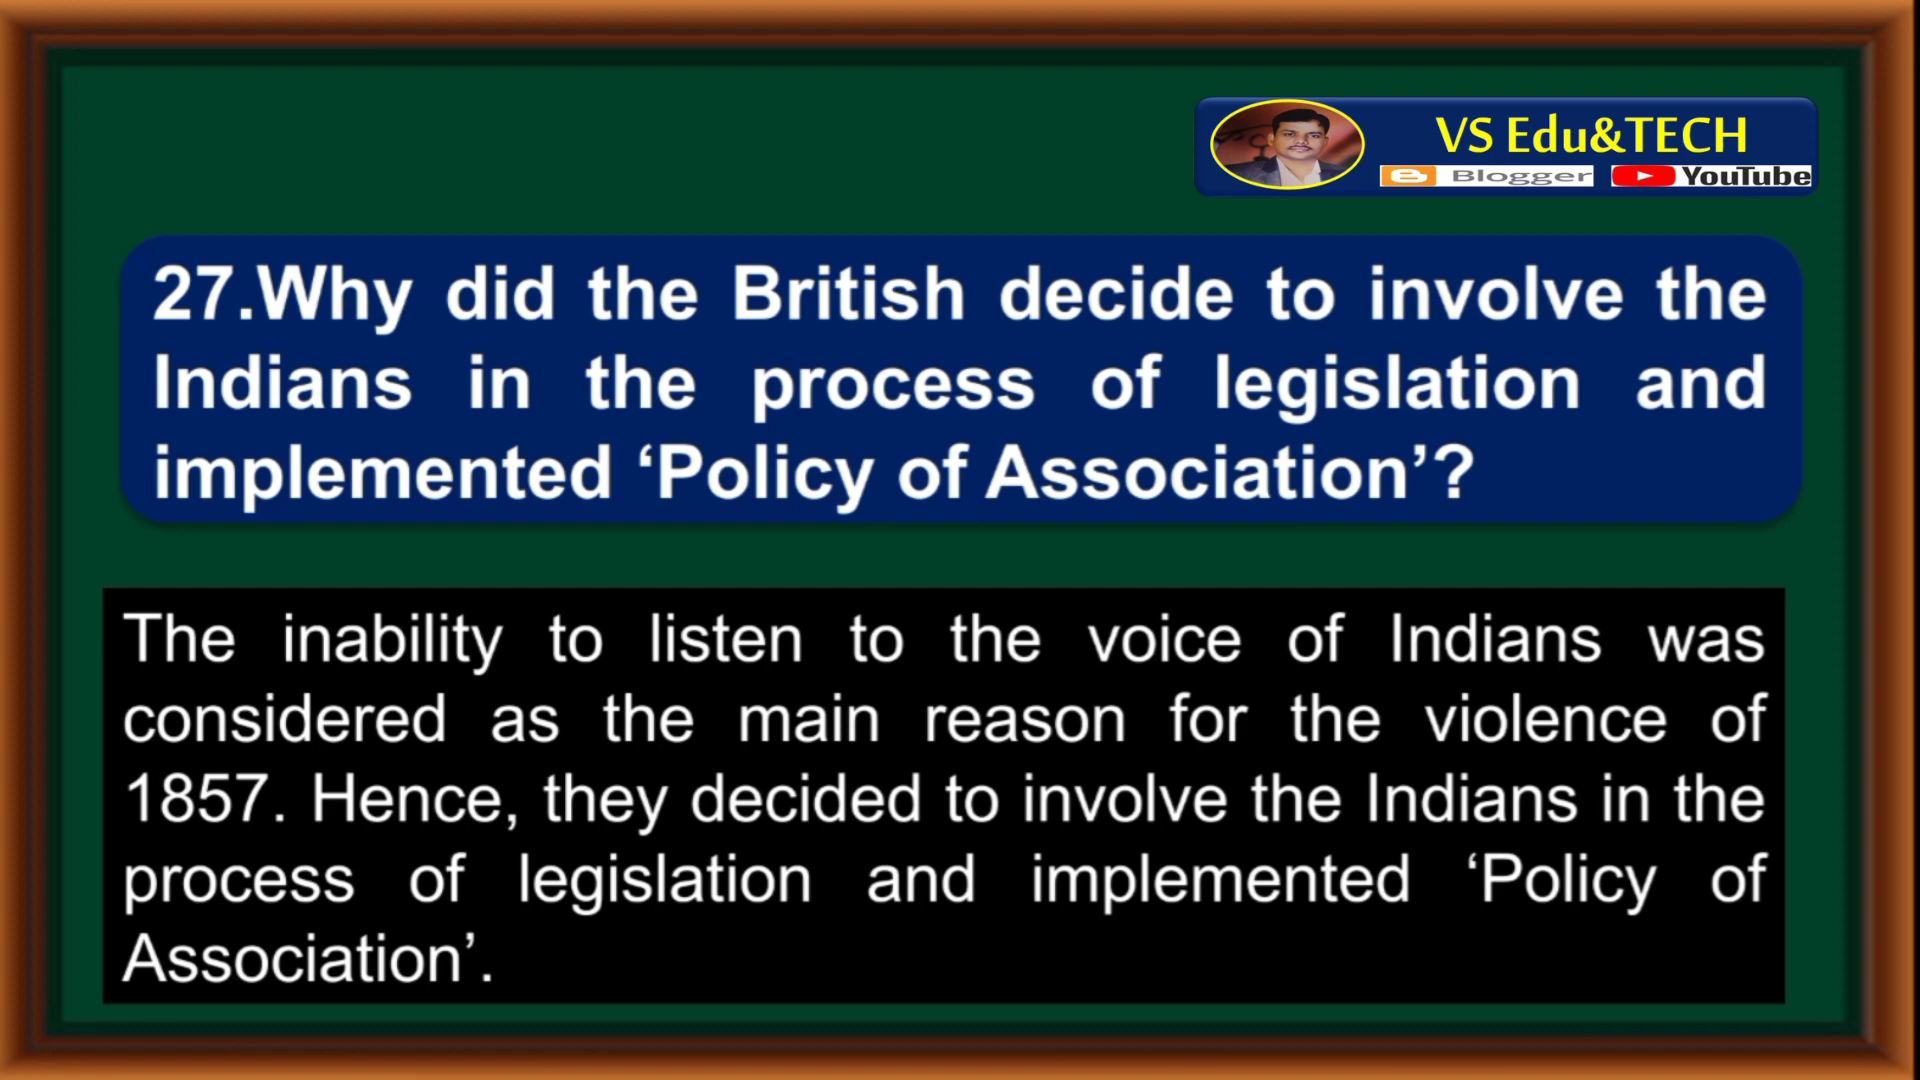 VS Edu&TECH
Blogger YouTube
27.Why did the British decide to involve the
Indians in the process of legislation and
implemented ‘Policy of Association’?
The inability to listen to the voice of Indians was
considered as the main reason for the violence of
1857. Hence, they decided to involve the Indians in the
process of legislation and implemented ‘Policy of
Association’.